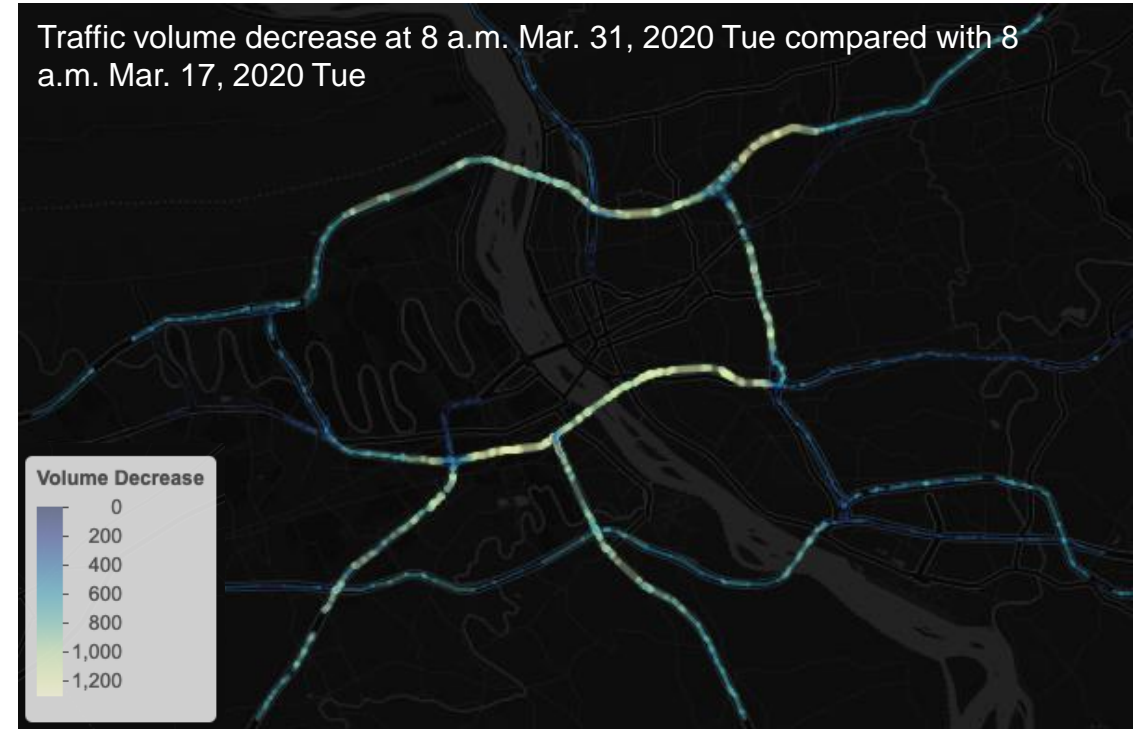 Traffic volume decrease at 8 a.m. Mar. 31, 2020 Tue compared with 8
a.m. Mar. 17, 2020 Tue
Volume Decrease
0
200
400
600
800
1,000
1,200